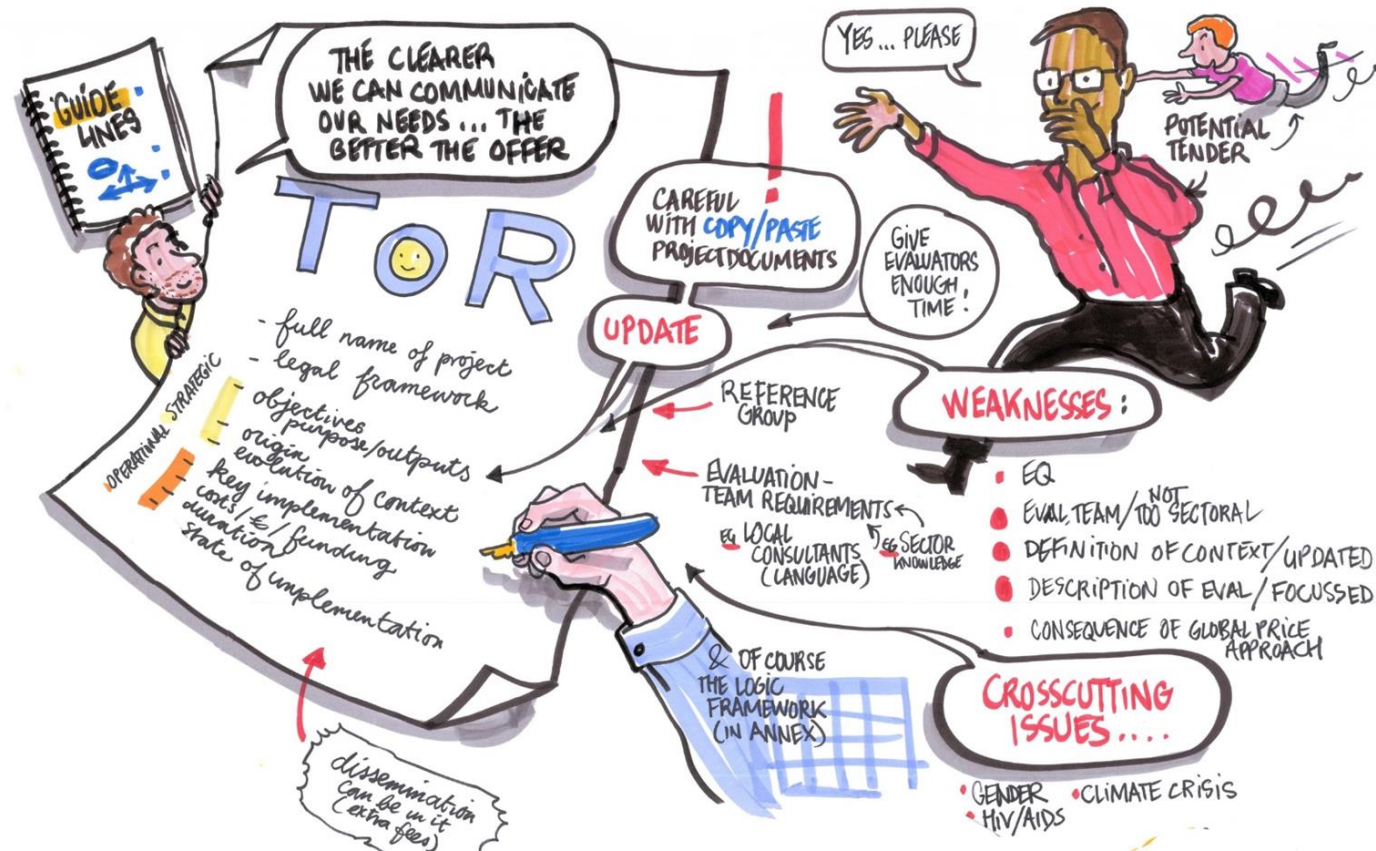 GUIDE
LINES
THE CLEARER
WE CAN COMMUNICATE
OUR NEEDS... THE
BETTER THE OFFER
ToR
- full name of project
- legal framework
STRATEGIC
OPERATIONAL
objectives
purpose/outputs
origin
evolution of context
key implementation
costs/€/funding
duration
state of implementation
dissemination
can be in it
(extra fees)
!
CAREFUL
WITH COPY/PASTE
PROJECT DOCUMENTS
UPDATE
YES... PLEASE
POTENTIAL
TENDER
GIVE
EVALUATORS
ENOUGH
TIME!
REFERENCE
GROUP
EVALUATION-
TEAM REQUIREMENTS
EG LOCAL
CONSULTANTS
(LANGUAGE)
EG SECTOR
KNOWLEDGE
& OF COURSE
THE LOGIC
FRAMEWORK
(IN ANNEX)
WEAKNESSES:
EQ
EVAL.TEAM/NOT TOO SECTORAL
DEFINITION OF CONTEXT/UPDATED
DESCRIPTION OF EVAL/FOCUSSED
CONSEQUENCE OF GLOBAL PRICE
APPROACH
CROSSCUTTING
ISSUES....
GENDER
CLIMATE CRISIS
HIV/AIDS